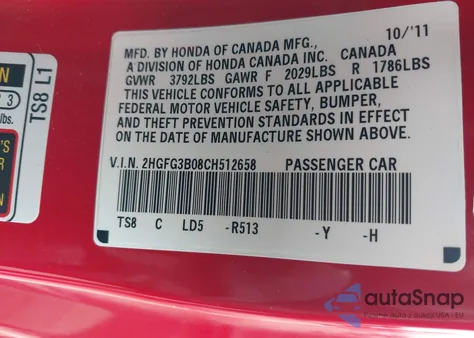 10/'11
MFD. BY HONDA OF CANADA MFG.,
A DIVISION OF HONDA CANADA INC. CANADA
GVWR 3792LBS GAWR F 2029LBS R 1786LBS
THIS VEHICLE CONFORMS TO ALL APPLICABLE
FEDERAL MOTOR VEHICLE SAFETY, BUMPER,
AND THEFT PREVENTION STANDARDS IN EFFECT
ON THE DATE OF MANUFACTURE SHOWN ABOVE.
V.I.N. 2HGFG3B08CH512658 PASSENGER CAR
TS8 C LD5 -R513 -Y -H
TS8 L1
3
lbs.
autoSnap